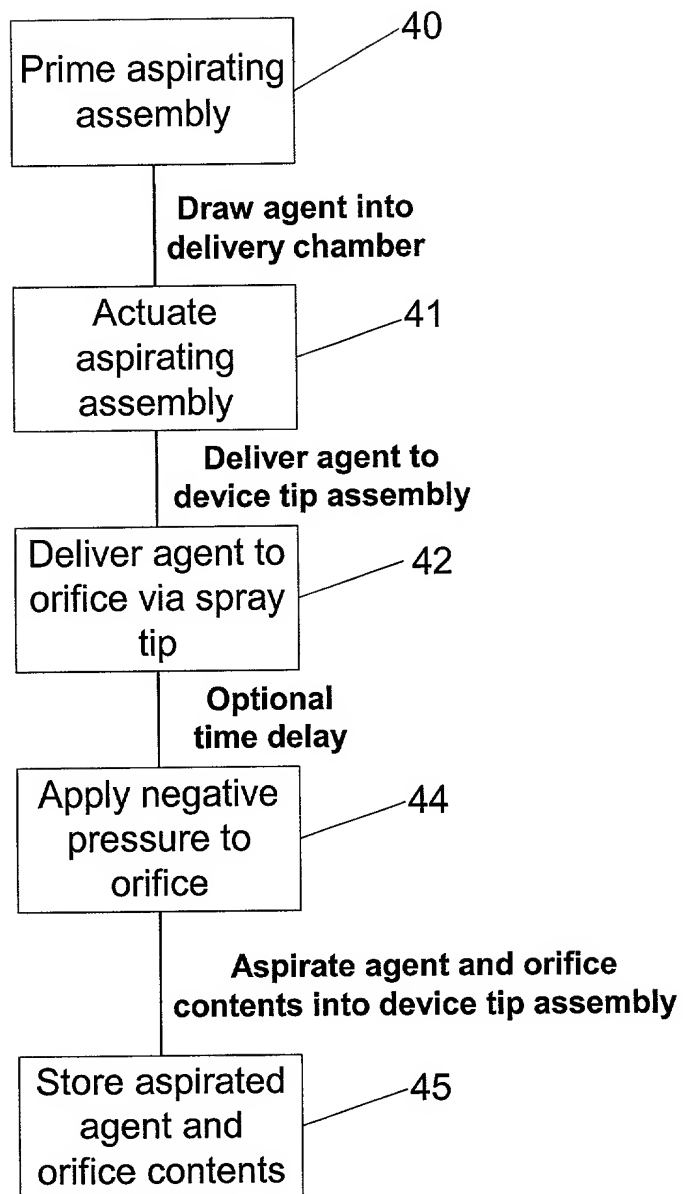 40
Prime aspirating
assembly
Draw agent into
delivery chamber
41
Actuate
aspirating
assembly
Deliver agent to
device tip assembly
42
Deliver agent to
orifice via spray
tip
Optional
time delay
44
Apply negative
pressure to
orifice
Aspirate agent and orifice
contents into device tip assembly
45
Store aspirated
agent and
orifice contents